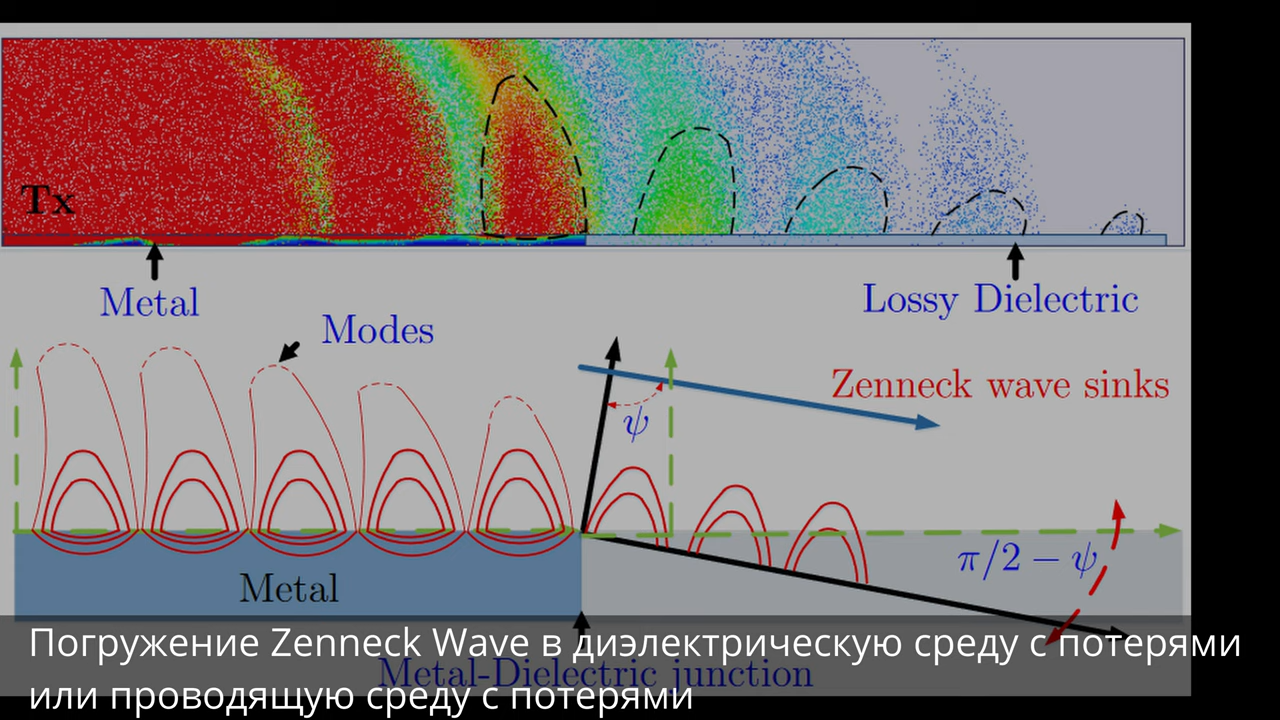 Tx
Metal
Lossy Dielectric
Modes
Zenneck wave sinks
ψ
π/2 − ψ
Metal
Metal-Dielectric junction
Погружение Zenneck Wave в диэлектрическую среду с потерями
или проводящую среду с потерями